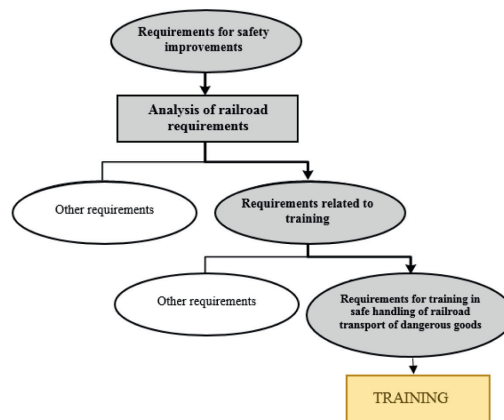 Requirements for safety
improvements
Analysis of railroad
requirements
Other requirements
Requirements related to
training
Other requirements
Requirements for training in
safe handling of railroad
transport of dangerous goods
TRAINING